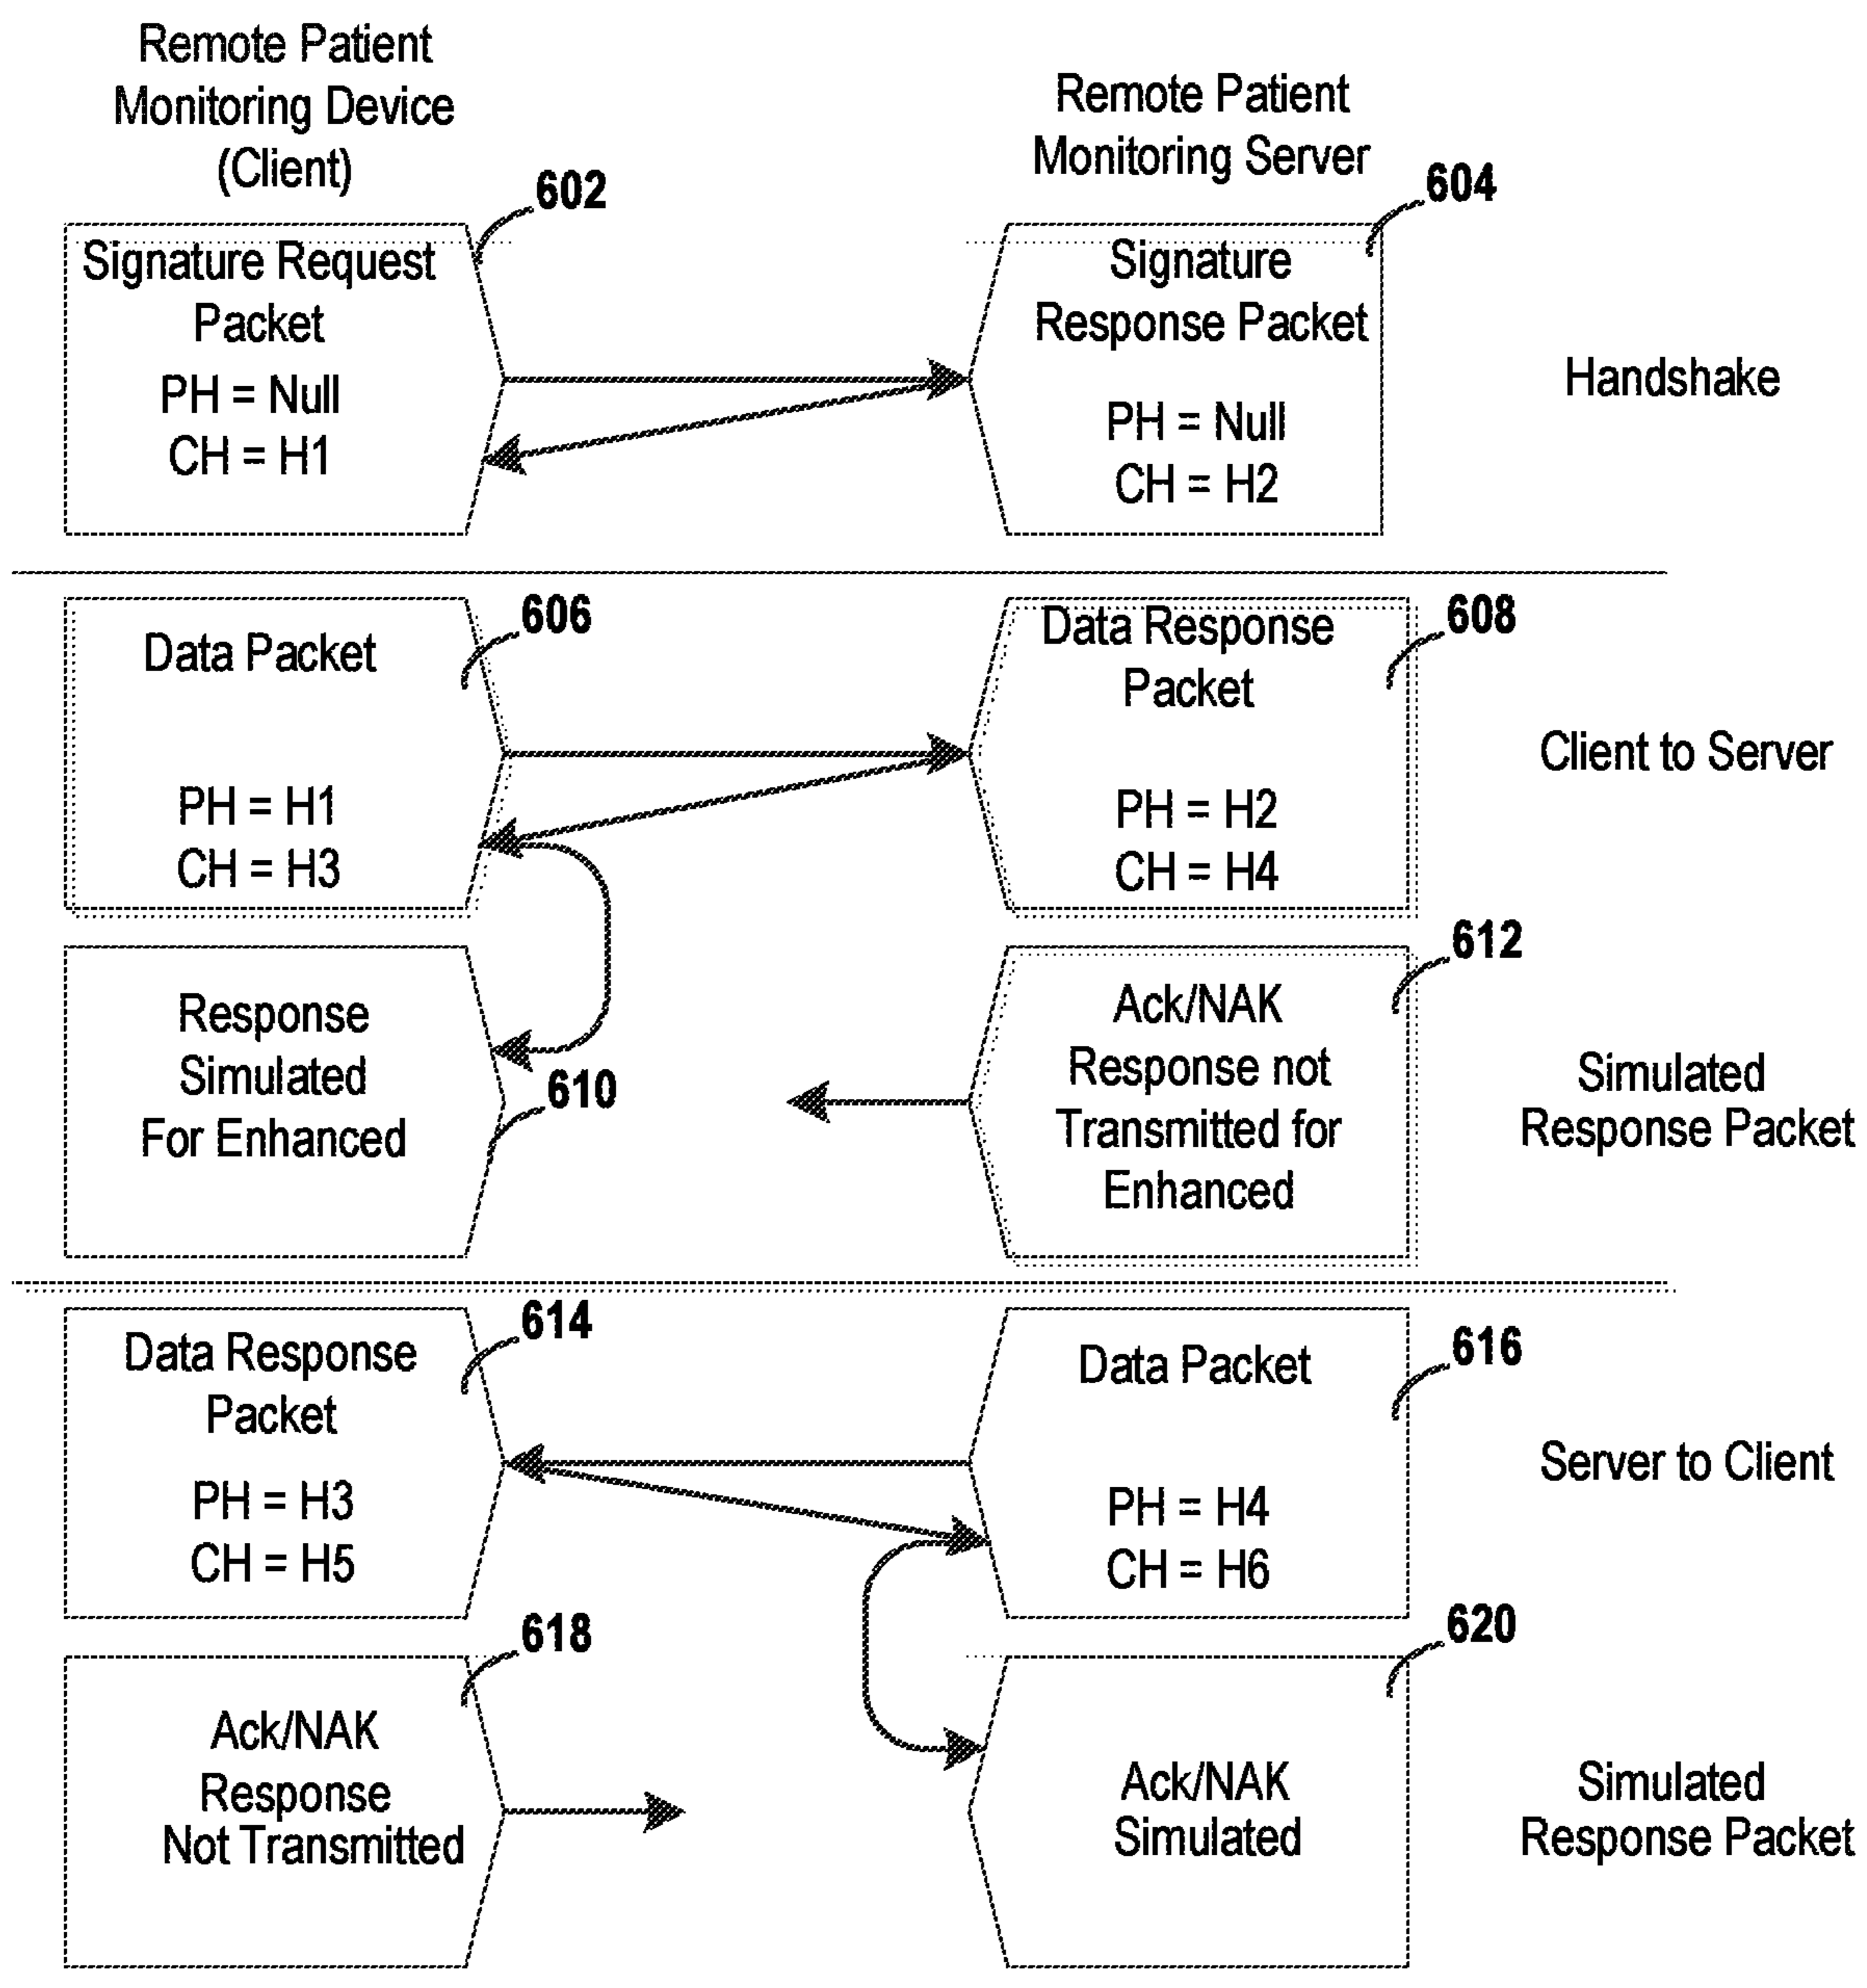 Remote Patient
Monitoring Device
(Client)
Remote Patient
Monitoring Server
602
604
Signature Request
Packet
PH = Null
CH = H1
Signature
Response Packet
PH = Null
CH = H2
Handshake
606
608
Data Packet
PH = H1
CH = H3
Data Response
Packet
PH = H2
CH = H4
Client to Server
612
Response
Simulated
For Enhanced
610
Ack/NAK
Response not
Transmitted for
Enhanced
Simulated
Response Packet
614
616
Data Response
Packet
PH = H3
CH = H5
Data Packet
PH = H4
CH = H6
Server to Client
618
620
Ack/NAK
Response
Not Transmitted
Ack/NAK
Simulated
Simulated
Response Packet